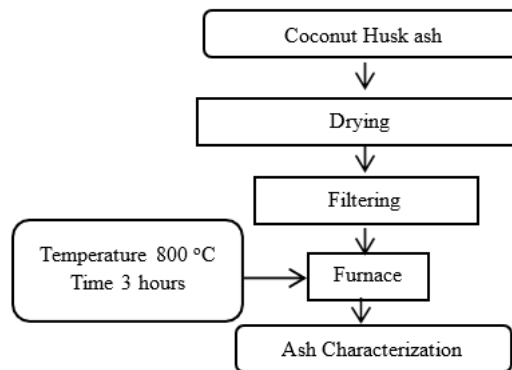 Coconut Husk ash
Drying
Filtering
Temperature 800 °C
Time 3 hours
Furnace
Ash Characterization